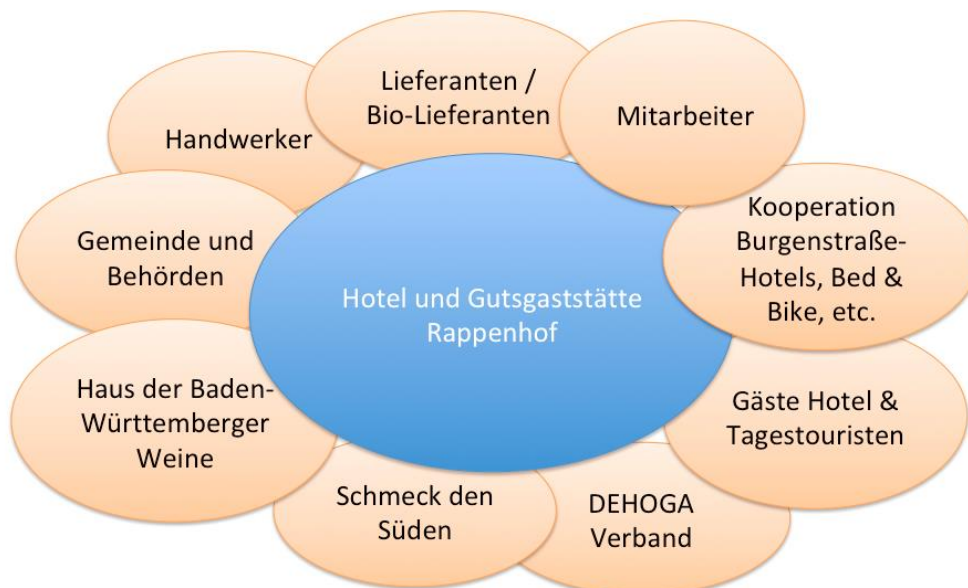 Lieferanten /
Bio-Lieferanten
Mitarbeiter
Handwerker
Kooperation
Burgenstraße-
Hotels, Bed &
Bike, etc.
Gemeinde und
Behörden
Hotel und Gutsgaststätte
Rappenhof
Haus der Baden-
Württemberger
Weine
Gäste Hotel &
Tagestouristen
Schmeck den
Süden
DEHOGA
Verband